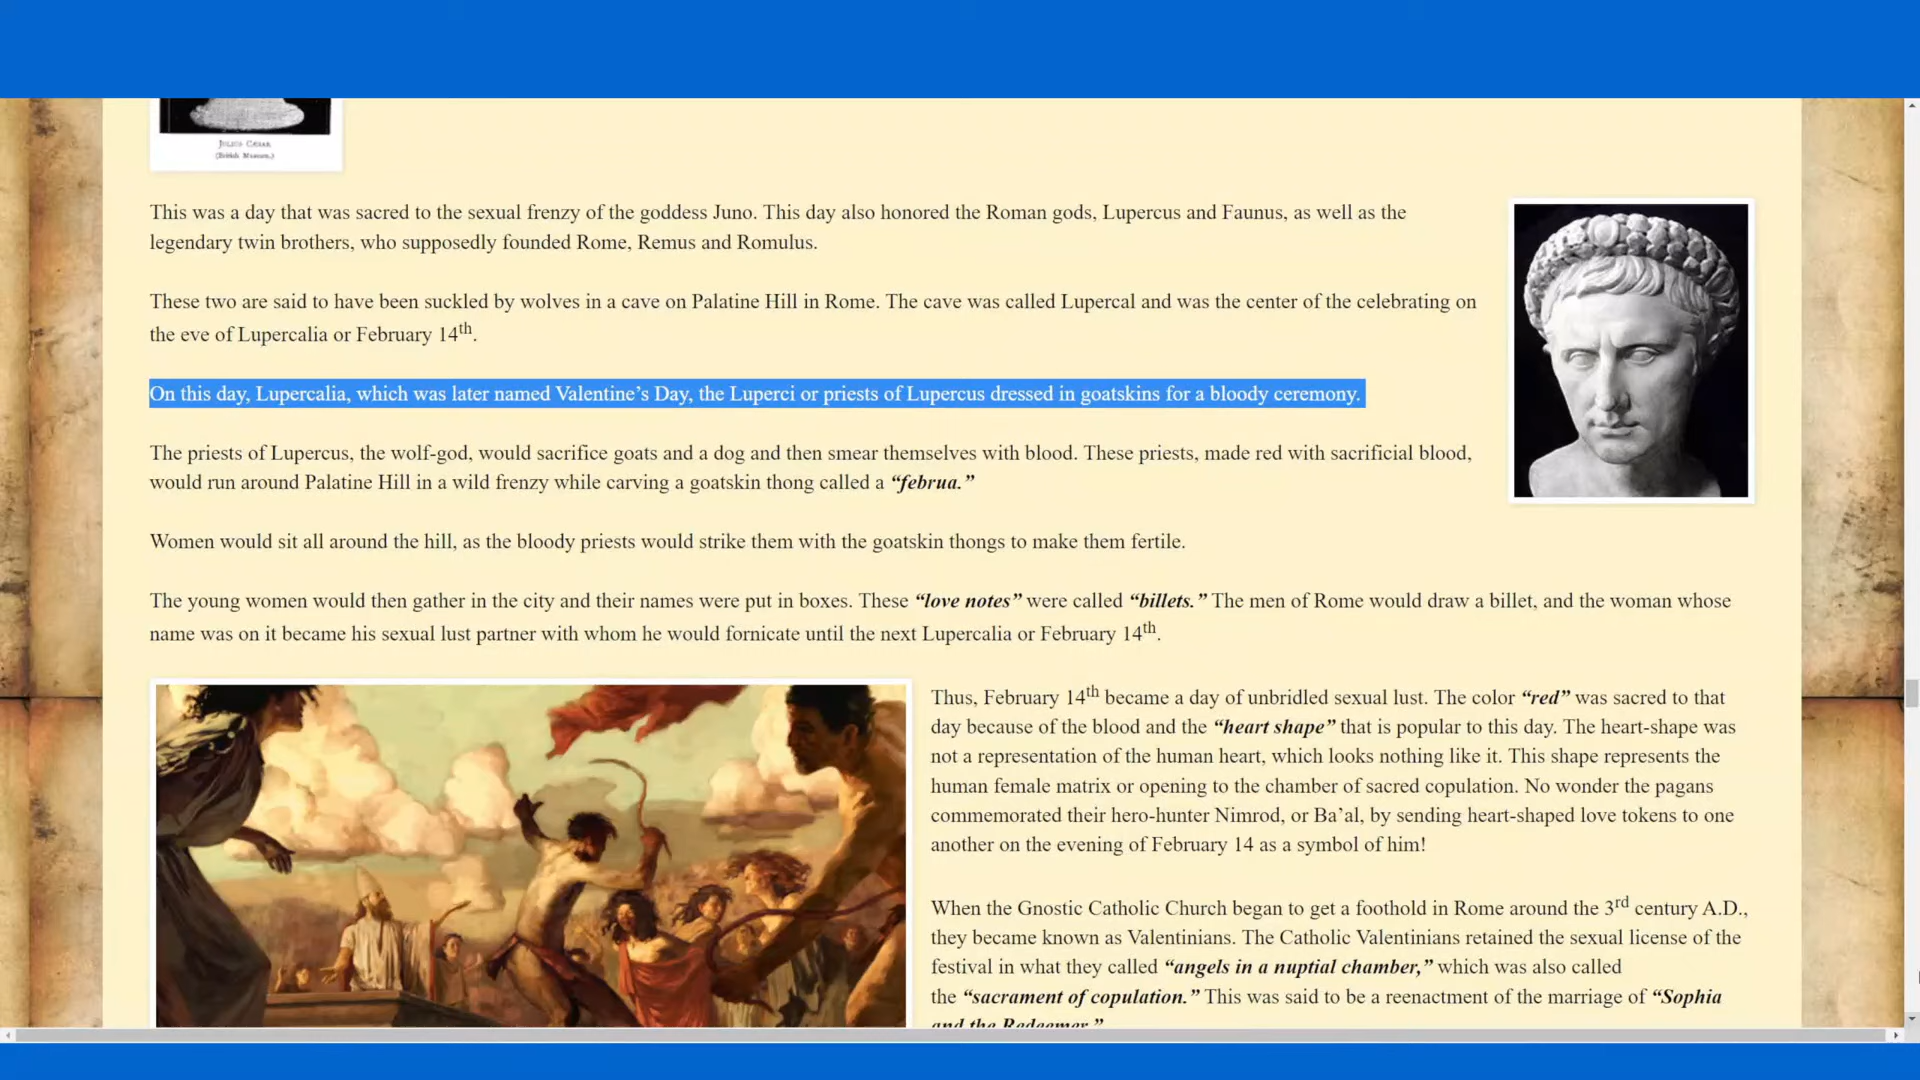 JULIUS CÆSAR
(British Museum.)
This was a day that was sacred to the sexual frenzy of the goddess Juno. This day also honored the Roman gods, Lupercus and Faunus, as well as the
legendary twin brothers, who supposedly founded Rome, Remus and Romulus.
These two are said to have been suckled by wolves in a cave on Palatine Hill in Rome. The cave was called Lupercal and was the center of the celebrating on
the eve of Lupercalia or February 14th.
On this day, Lupercalia, which was later named Valentine’s Day, the Luperci or priests of Lupercus dressed in goatskins for a bloody ceremony.
The priests of Lupercus, the wolf-god, would sacrifice goats and a dog and then smear themselves with blood. These priests, made red with sacrificial blood,
would run around Palatine Hill in a wild frenzy while carving a goatskin thong called a “februa.”
Women would sit all around the hill, as the bloody priests would strike them with the goatskin thongs to make them fertile.
The young women would then gather in the city and their names were put in boxes. These “love notes” were called “billets.” The men of Rome would draw a billet, and the woman whose
name was on it became his sexual lust partner with whom he would fornicate until the next Lupercalia or February 14th.
Thus, February 14th became a day of unbridled sexual lust. The color “red” was sacred to that
day because of the blood and the “heart shape” that is popular to this day. The heart-shape was
not a representation of the human heart, which looks nothing like it. This shape represents the
human female matrix or opening to the chamber of sacred copulation. No wonder the pagans
commemorated their hero-hunter Nimrod, or Ba’al, by sending heart-shaped love tokens to one
another on the evening of February 14 as a symbol of him!
When the Gnostic Catholic Church began to get a foothold in Rome around the 3rd century A.D.,
they became known as Valentinians. The Catholic Valentinians retained the sexual license of the
festival in what they called “angels in a nuptial chamber,” which was also called
the “sacrament of copulation.” This was said to be a reenactment of the marriage of “Sophia
and the Redeemer.”